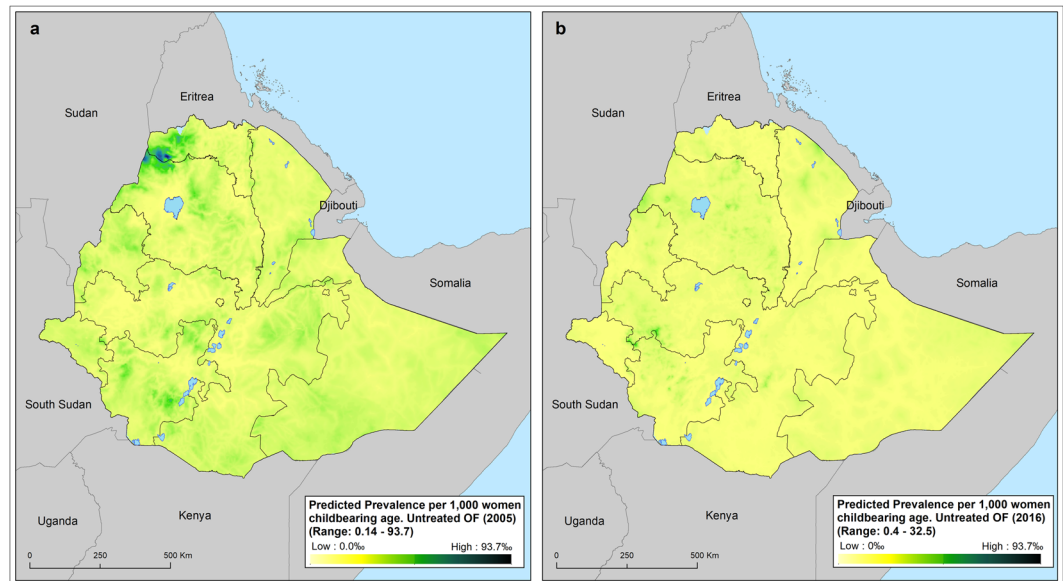 a
Sudan
Eritrea
Djibouti
Somalia
South Sudan
Uganda
Kenya
Predicted Prevalence per 1,000 women
childbearing age. Untreated OF (2005)
(Range: 0.14 - 93.7)
Low : 0.0‰
High : 93.7‰
0 250 500 Km
b
Sudan
Eritrea
Djibouti
Somalia
South Sudan
Uganda
Kenya
Predicted Prevalence per 1,000 women
childbearing age. Untreated OF (2016)
(Range: 0.4 - 32.5)
Low : 0‰
High : 93.7‰
0 250 500 Km